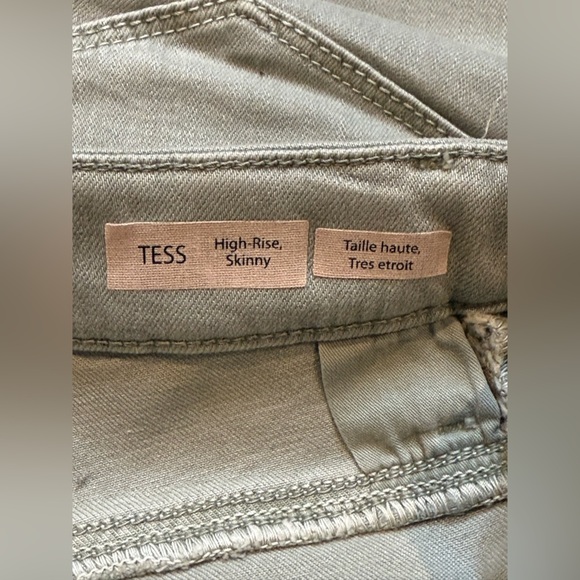 TESS
High-Rise,
Skinny
Taille haute,
Tres etroit